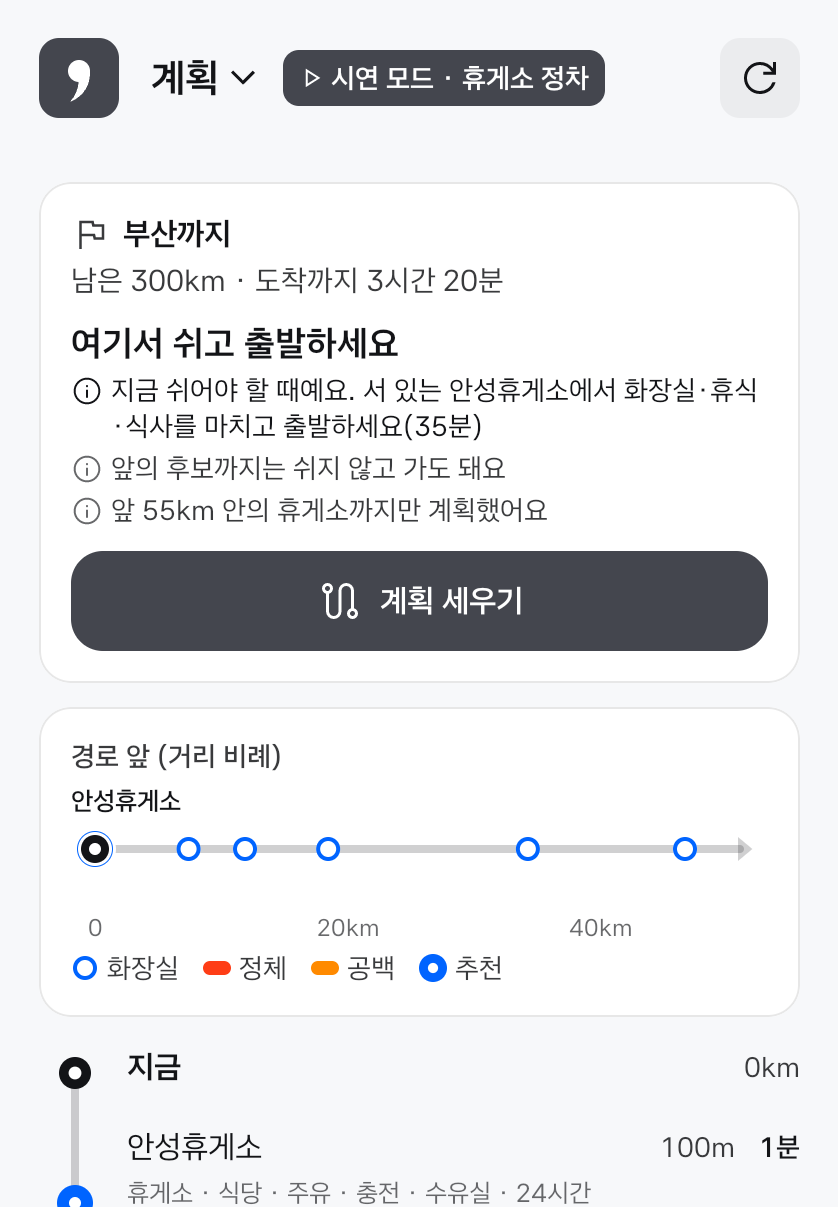 계획
시연 모드 · 휴게소 정차
부산까지
남은 300km · 도착까지 3시간 20분
여기서 쉬고 출발하세요
지금 쉬어야 할 때예요. 서 있는 안성휴게소에서 화장실·휴식
·식사를 마치고 출발하세요(35분)
앞의 후보까지는 쉬지 않고 가도 돼요
앞 55km 안의 휴게소까지만 계획했어요
계획 세우기
경로 앞 (거리 비례)
안성휴게소
0 20km 40km
화장실 정체 공백 추천
지금 0km
안성휴게소 100m 1분
휴게소 · 식당 · 주유 · 충전 · 수유실 · 24시간